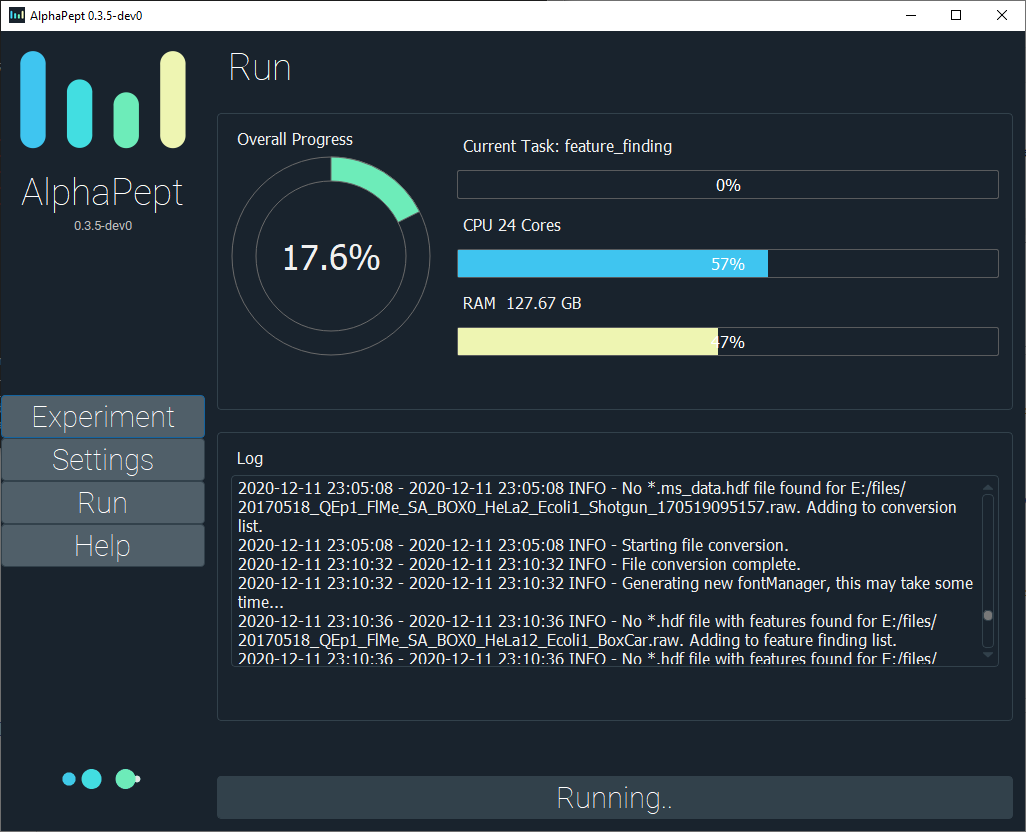 AlphaPept 0.3.5-dev0
AlphaPept
0.3.5-dev0
Experiment
Settings
Run
Help
Run
Overall Progress
17.6%
Current Task: feature_finding
0%
CPU 24 Cores
57%
RAM 127.67 GB
47%
Log
2020-12-11 23:05:08 - 2020-12-11 23:05:08 INFO - No *.ms_data.hdf file found for E:/files/
20170518_QEp1_FlMe_SA_BOX0_HeLa2_Ecoli1_Shotgun_170519095157.raw. Adding to conversion
list.
2020-12-11 23:05:08 - 2020-12-11 23:05:08 INFO - Starting file conversion.
2020-12-11 23:10:32 - 2020-12-11 23:10:32 INFO - File conversion complete.
2020-12-11 23:10:32 - 2020-12-11 23:10:32 INFO - Generating new fontManager, this may take some
time...
2020-12-11 23:10:36 - 2020-12-11 23:10:36 INFO - No *.hdf file with features found for E:/files/
20170518_QEp1_FlMe_SA_BOX0_HeLa12_Ecoli1_BoxCar.raw. Adding to feature finding list.
2020-12-11 23:10:36 - 2020-12-11 23:10:36 INFO - No *.hdf file with features found for E:/files/
Running..